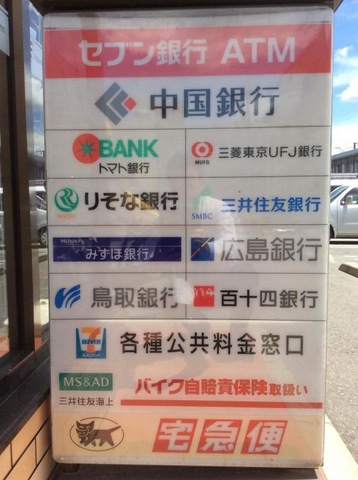 セブン銀行 ATM
中国銀行
BANK
トマト銀行
MUFG
三菱東京UFJ銀行
りそな銀行
SMBC
三井住友銀行
MIZUHO
みずほ銀行
広島銀行
鳥取銀行
114
百十四銀行
7 ELEVEN
各種公共料金窓口
MS&AD
三井住友海上
バイク自賠責保険取扱い
宅急便